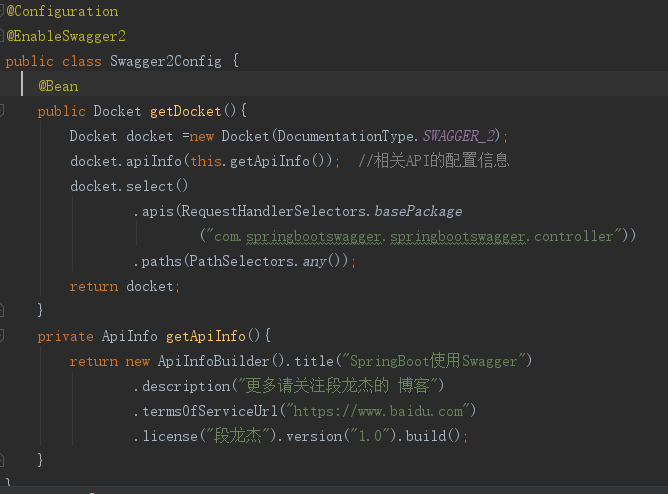 @Configuration
@EnableSwagger2
public class Swagger2Config {
@Bean
public Docket getDocket(){
Docket docket =new Docket(DocumentationType.SWAGGER_2);
docket.apiInfo(this.getApiInfo());  //相关API的配置信息
docket.select()
.apis(RequestHandlerSelectors.basePackage
("com.springbootswagger.springbootswagger.controller"))
.paths(PathSelectors.any());
return docket;
}
private ApiInfo getApiInfo(){
return new ApiInfoBuilder().title("SpringBoot使用Swagger")
.description("更多请关注段龙杰的 博客")
.termsOfServiceUrl("https://www.baidu.com")
.license("段龙杰").version("1.0").build();
}
}